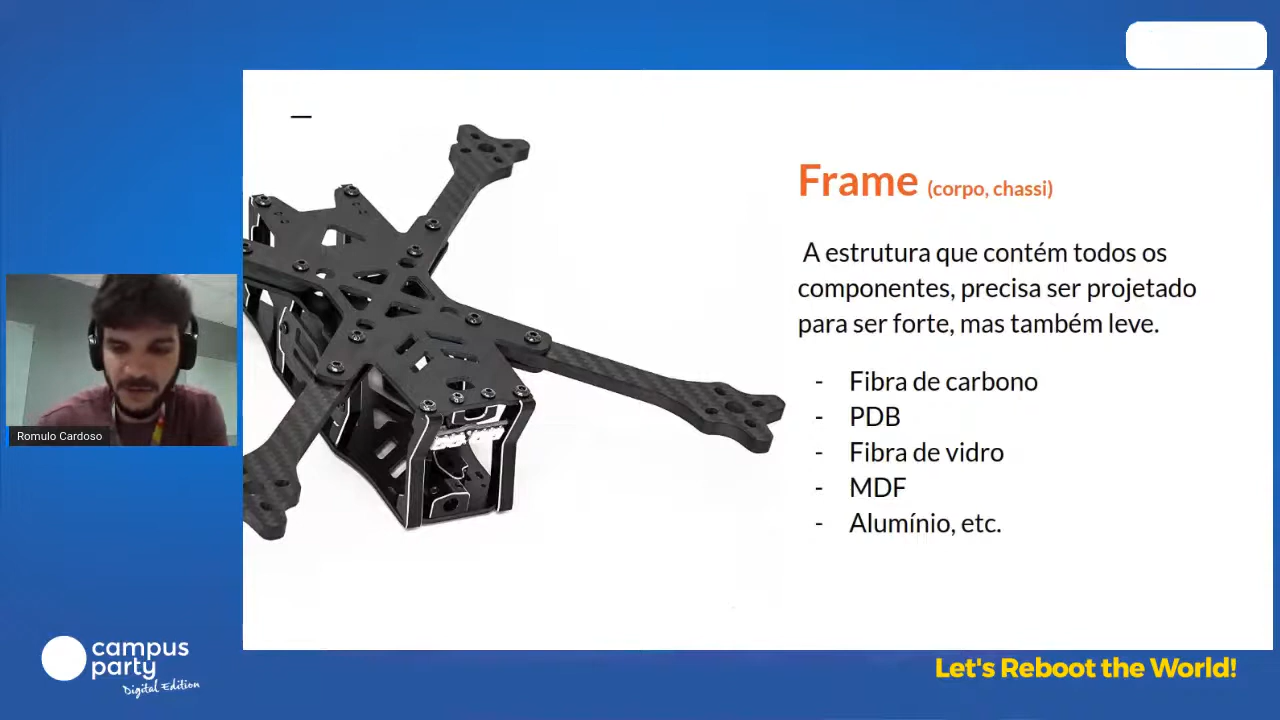 Frame (corpo, chassi)
A estrutura que contém todos os
componentes, precisa ser projetado
para ser forte, mas também leve.
- Fibra de carbono
- PDB
- Fibra de vidro
- MDF
- Alumínio, etc.
Romulo Cardoso
campus
party
Digital Edition
Let's Reboot the World!